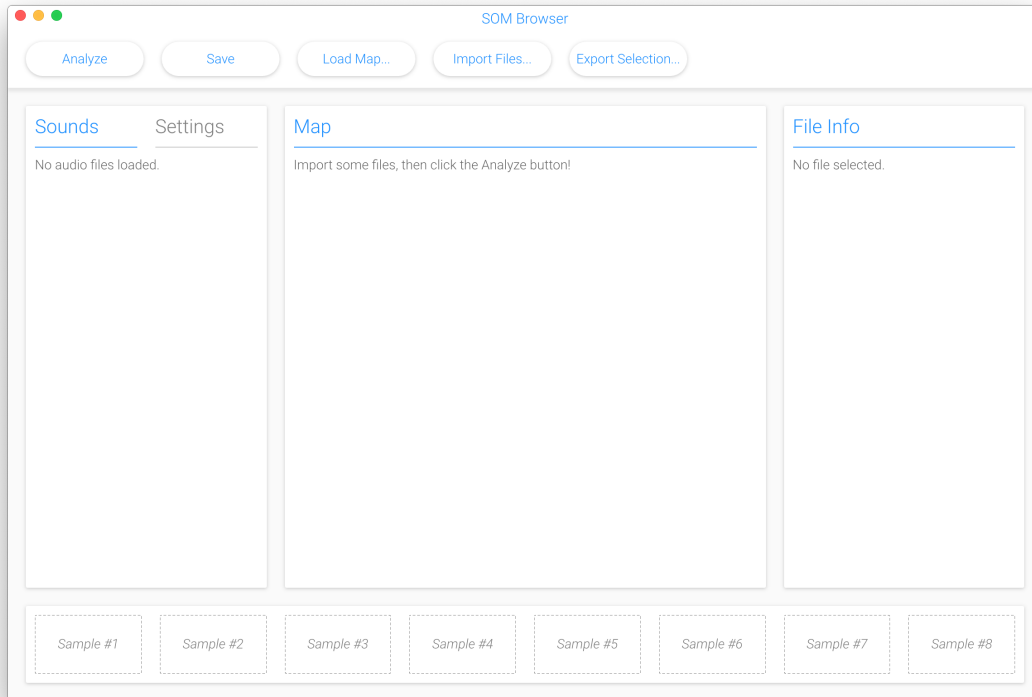 SOM Browser
Analyze
Save
Load Map...
Import Files...
Export Selection...
Sounds
Settings
No audio files loaded.
Map
Import some files, then click the Analyze button!
File Info
No file selected.
Sample #1
Sample #2
Sample #3
Sample #4
Sample #5
Sample #6
Sample #7
Sample #8